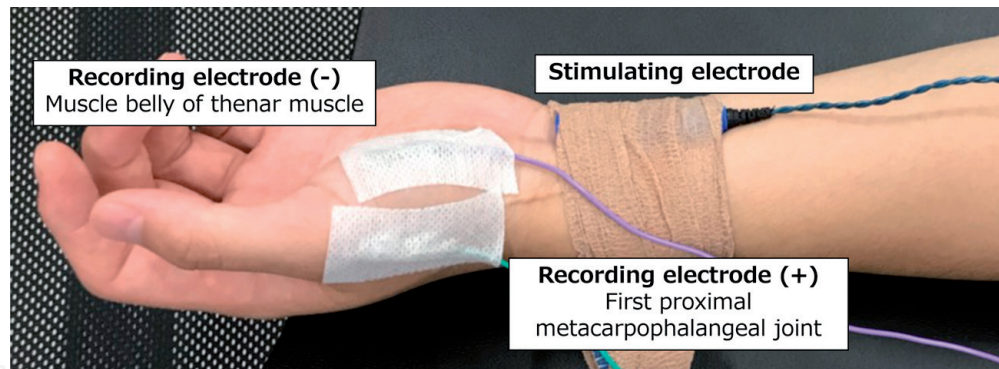 Recording electrode (-)
Muscle belly of thenar muscle
Stimulating electrode
Recording electrode (+)
First proximal
metacarpophalangeal joint